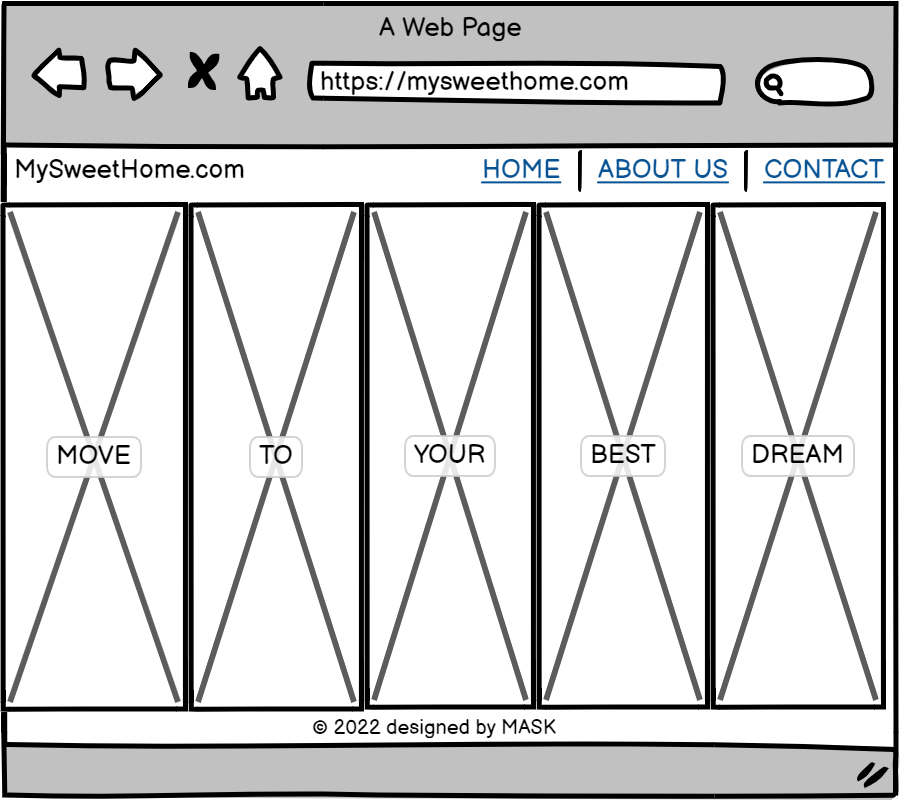 A Web Page
https://mysweethome.com
MySweetHome.com HOME ABOUT US CONTACT
MOVE TO YOUR BEST DREAM
© 2022 designed by MASK